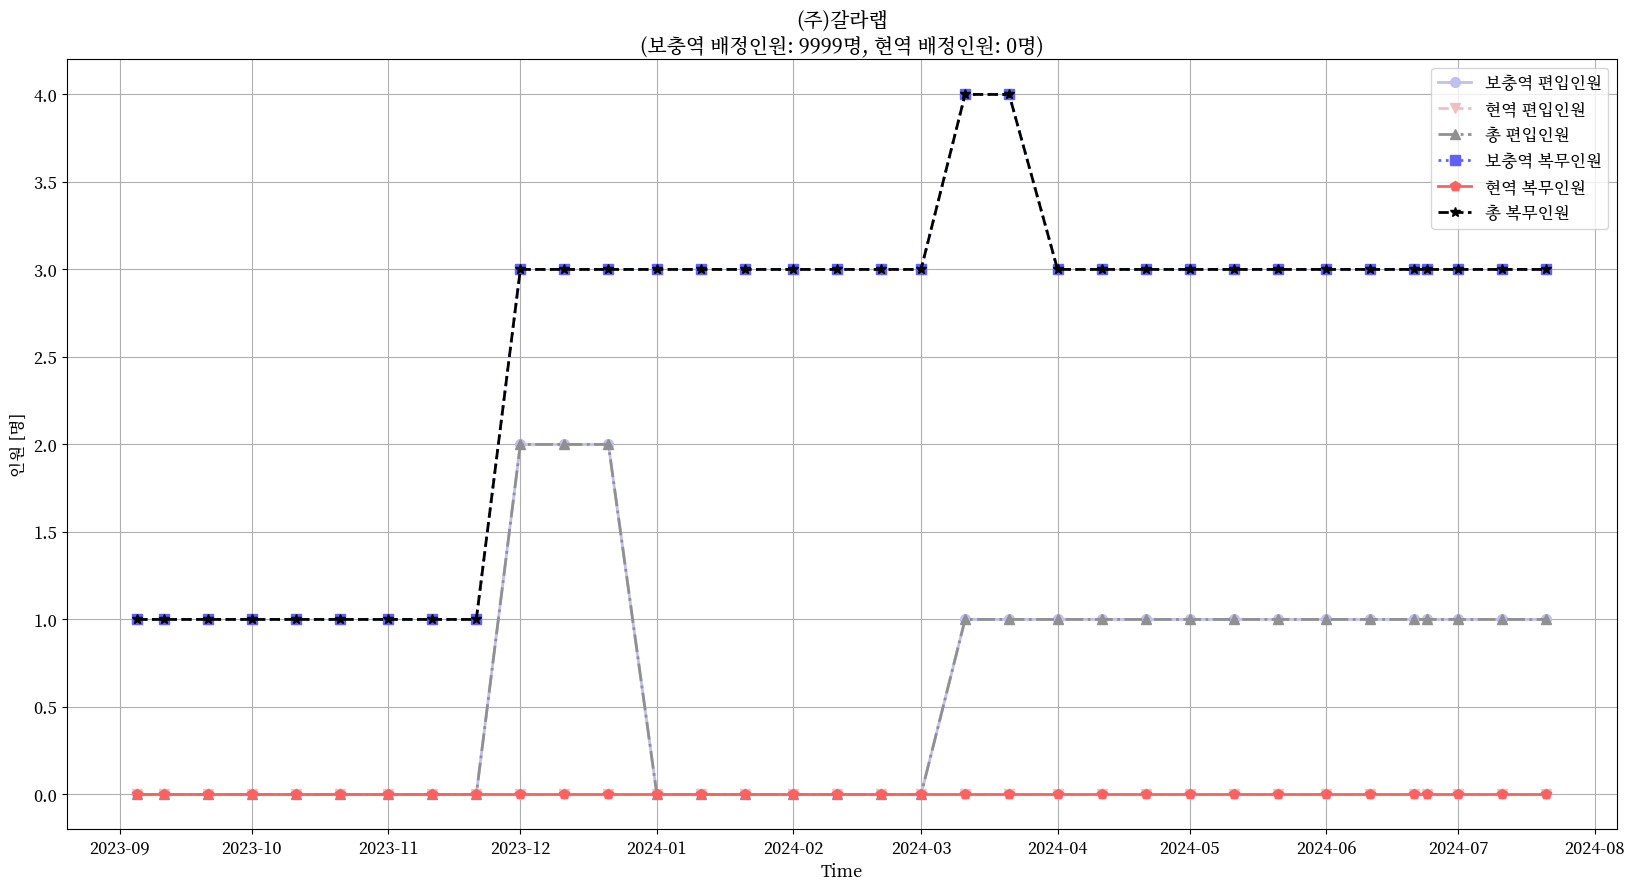 (주)갈라랩
(보충역 배정인원: 9999명, 현역 배정인원: 0명)
보충역 편입인원
현역 편입인원
총 편입인원
보충역 복무인원
현역 복무인원
총 복무인원
인원 [명]
4.0
3.5
3.0
2.5
2.0
1.5
1.0
0.5
0.0
2023-09 2023-10 2023-11 2023-12 2024-01 2024-02 2024-03 2024-04 2024-05 2024-06 2024-07 2024-08
Time